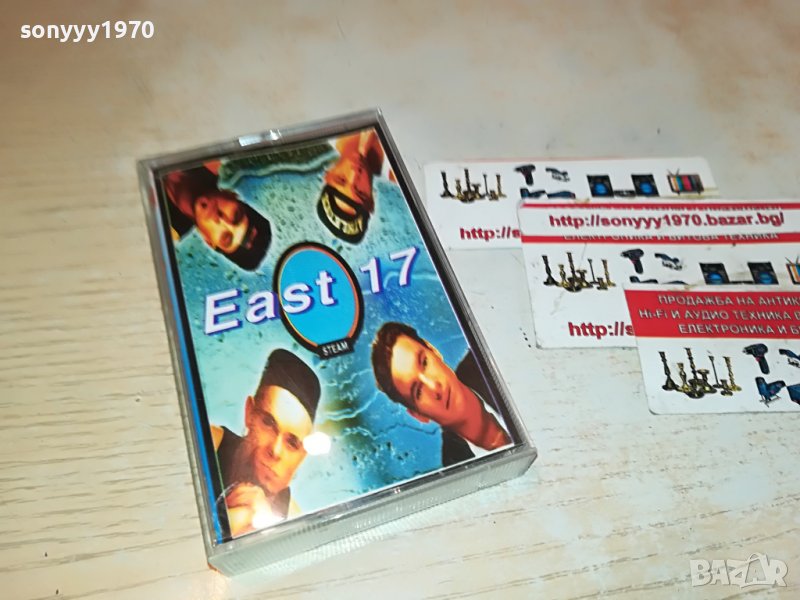 sonyyy1970
East 17
STEAM
http://s
http://sonyyy1970.bazar.bg/
ЕЛЕКТРОНИКА И БИТОВА ТЕХНИКА
http://s
ПРОДАЖБА НА АНТИК
Hi-Fi И АУДИО ТЕХНИКА
ЕЛЕКТРОНИКА И Б
BAZAR